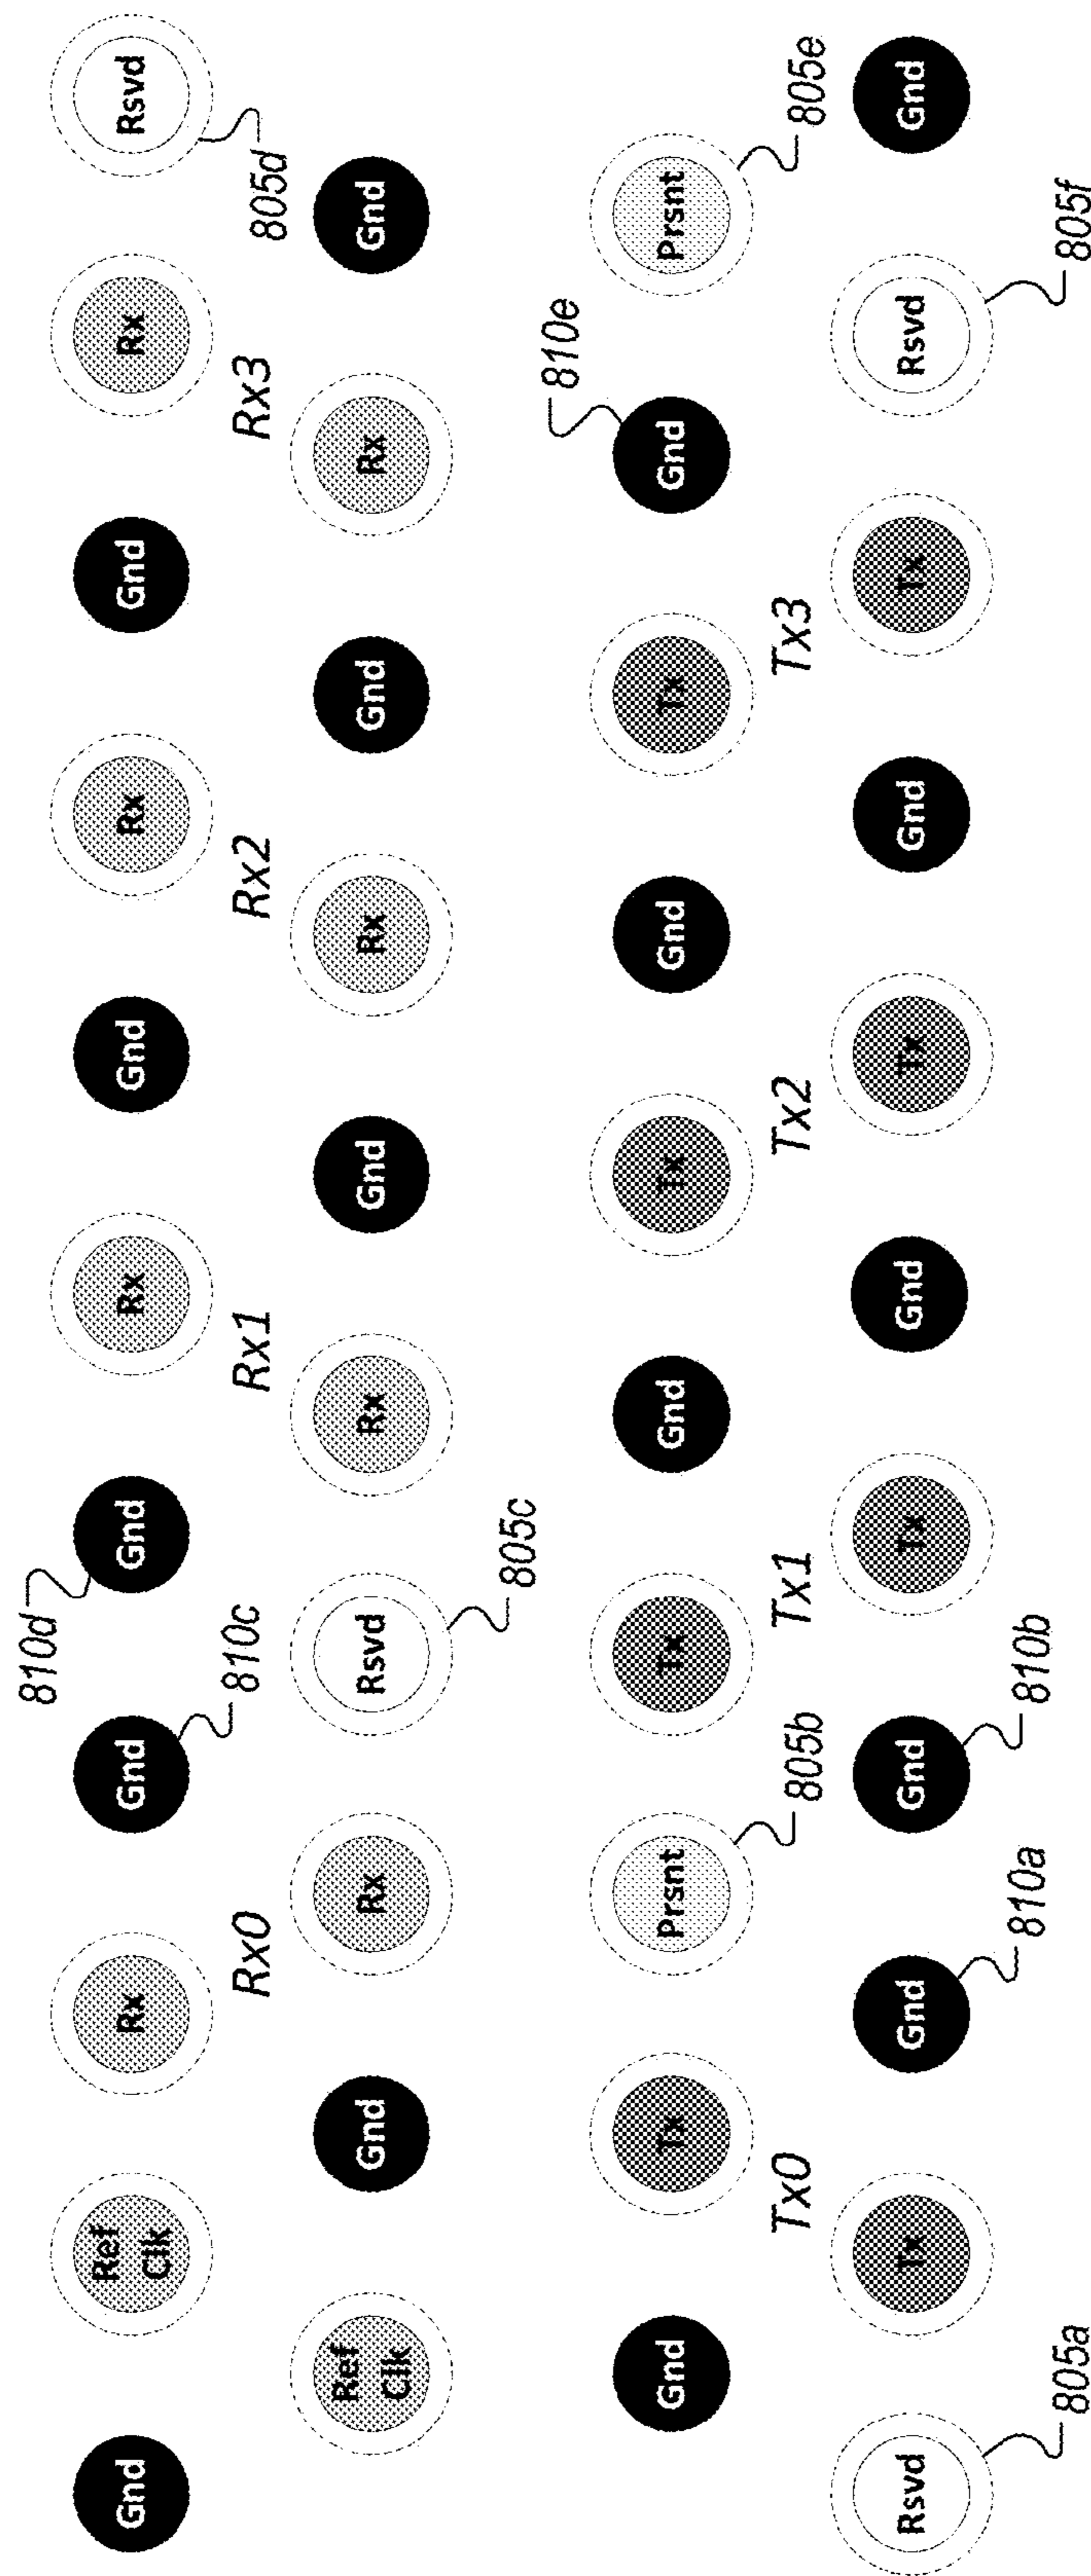 810d
Gnd Ref Clk Rx Gnd Gnd Rx Gnd Rx Gnd Rx Rsvd
Rx0 810c Rx1 Rx2 Rx3 805d
Ref Clk Gnd Rx Rsvd Rx Gnd Rx Gnd Rx Gnd
805c 810e
Gnd Tx Prsnt Tx Gnd Tx Gnd Tx Gnd Prsnt
Tx0 805b Tx1 Tx2 Tx3 805e
Rsvd Tx Gnd Gnd Tx Gnd Tx Gnd Tx Rsvd Gnd
805a 810a 810b 805f